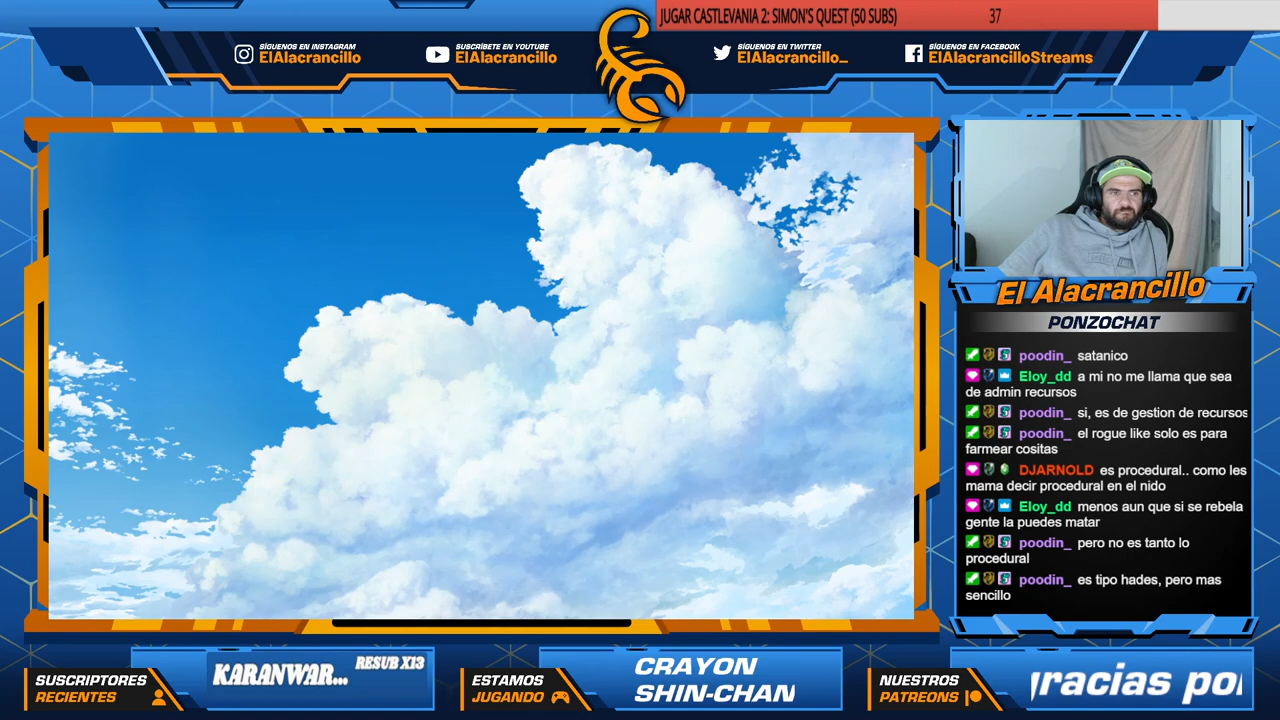 JUGAR CASTLEVANIA 2: SIMON'S QUEST (50 SUBS) 37
SÍGUENOS EN INSTAGRAM
ElAlacrancillo
SUSCRÍBETE EN YOUTUBE
ElAlacrancillo
SÍGUENOS EN TWITTER
ElAlacrancillo_
SÍGUENOS EN FACEBOOK
ElAlacrancilloStreams
El Alacrancillo
PONZOCHAT
poodin_ satanico
Eloy_dd a mi no me llama que sea
de admin recursos
poodin_ si, es de gestion de recursos
poodin_ el rogue like solo es para
farmear cositas
DJARNOLD es procedural.. como les
mama decir procedural en el nido
Eloy_dd menos aun que si se rebela
gente la puedes matar
poodin_ pero no es tanto lo
procedural
poodin_ es tipo hades, pero mas
sencillo
SUSCRIPTORES
RECIENTES
KARANWAR... RESUB X13
ESTAMOS
JUGANDO
CRAYON
SHIN-CHAN
NUESTROS
PATREONS
racias por